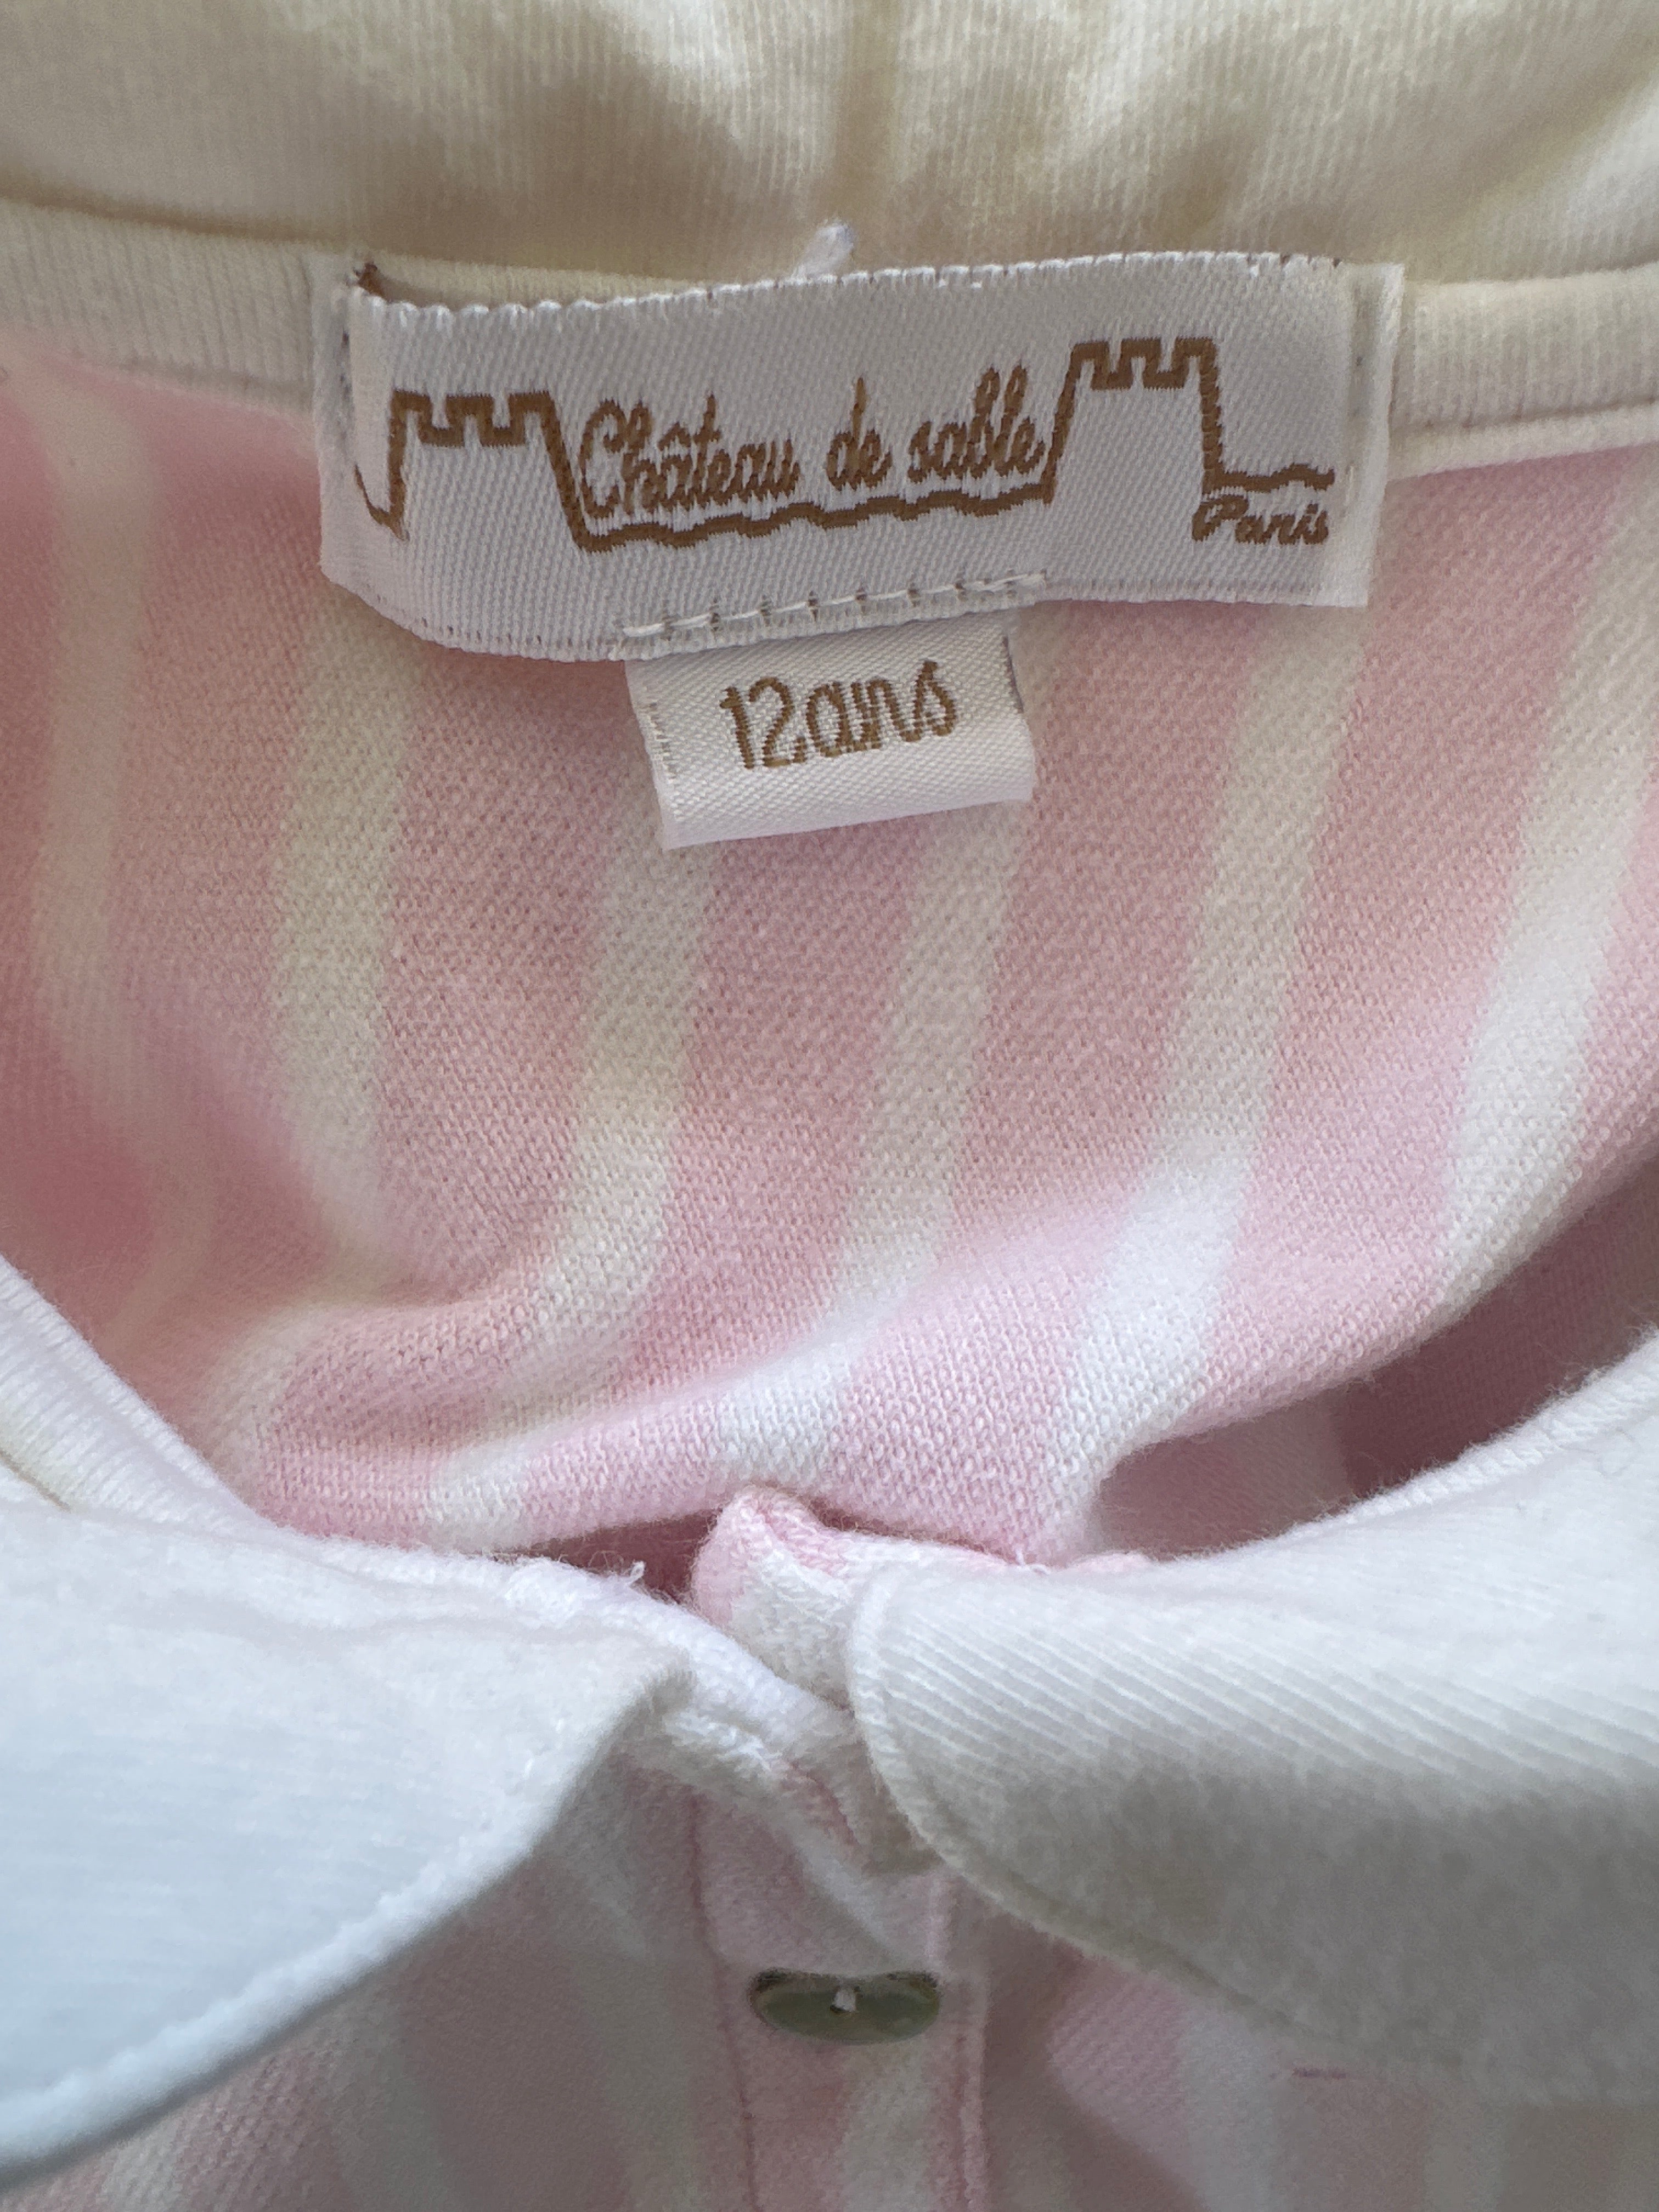 Château de sable
Paris
12ans